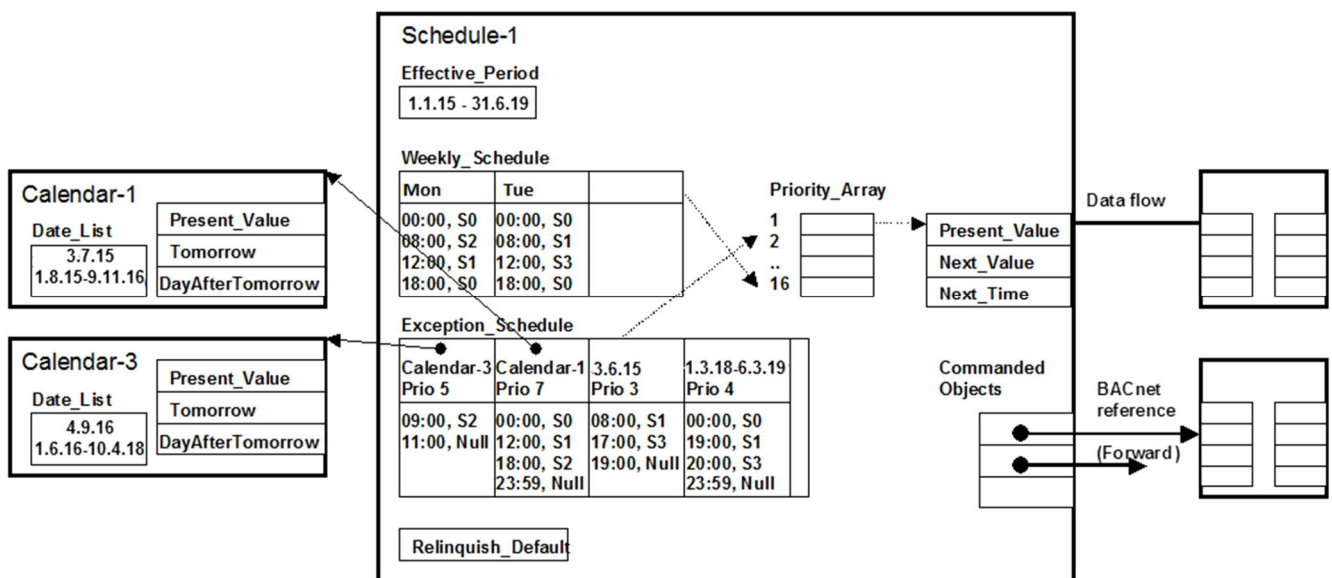 Schedule-1
Effective_Period
1.1.15 - 31.6.19
Weekly_Schedule
Mon Tue
00:00, S0 00:00, S0
08:00, S2 08:00, S1
12:00, S1 12:00, S3
18:00, S0 18:00, S0
Priority_Array
1
2
..
16
Present_Value
Next_Value
Next_Time
Data flow
Calendar-1
Date_List
3.7.15
1.8.15-9.11.16
Present_Value
Tomorrow
DayAfterTomorrow
Calendar-3
Date_List
4.9.16
1.6.16-10.4.18
Present_Value
Tomorrow
DayAfterTomorrow
Exception_Schedule
Calendar-3 Calendar-1 3.6.15 1.3.18-6.3.19
Prio 5 Prio 7 Prio 3 Prio 4
09:00, S2 00:00, S0 08:00, S1 00:00, S0
11:00, Null 12:00, S1 17:00, S3 19:00, S1
18:00, S2 19:00, Null 20:00, S3
23:59, Null 23:59, Null
Commanded
Objects
BACnet
reference
(Forward)
Relinquish_Default